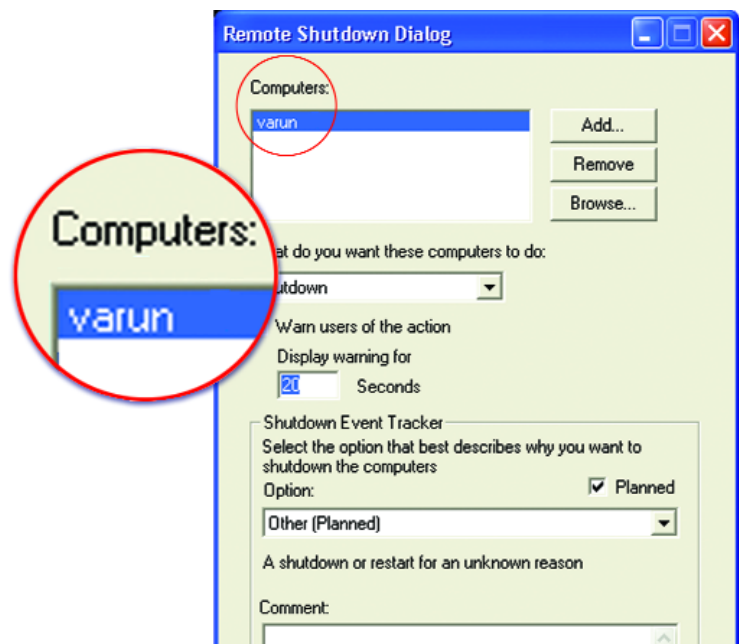 Remote Shutdown Dialog
Computers:
varun
Add...
Remove
Browse...
Computers:
varun
do you want these computers to do:
Warn users of the action
Display warning for
20 Seconds
Shutdown Event Tracker
Select the option that best describes why you want to
shutdown the computers
Option:
Planned
Other (Planned)
A shutdown or restart for an unknown reason
Comment: